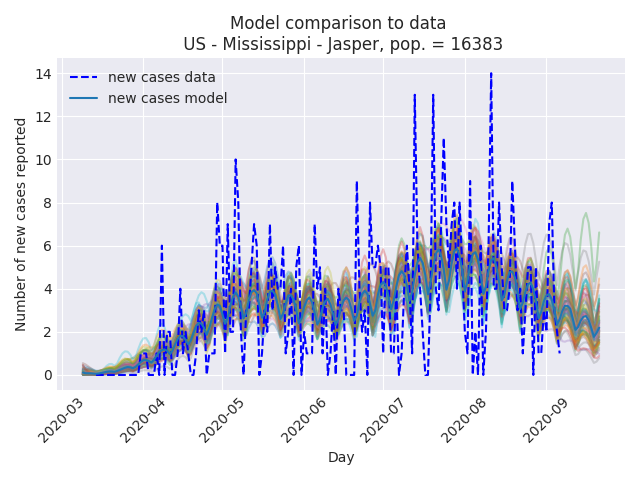 Model comparison to data
US - Mississippi - Jasper, pop. = 16383
new cases data
new cases model
Number of new cases reported
14
12
10
8
6
4
2
0
2020-03
2020-04
2020-05
2020-06
2020-07
2020-08
2020-09
Day